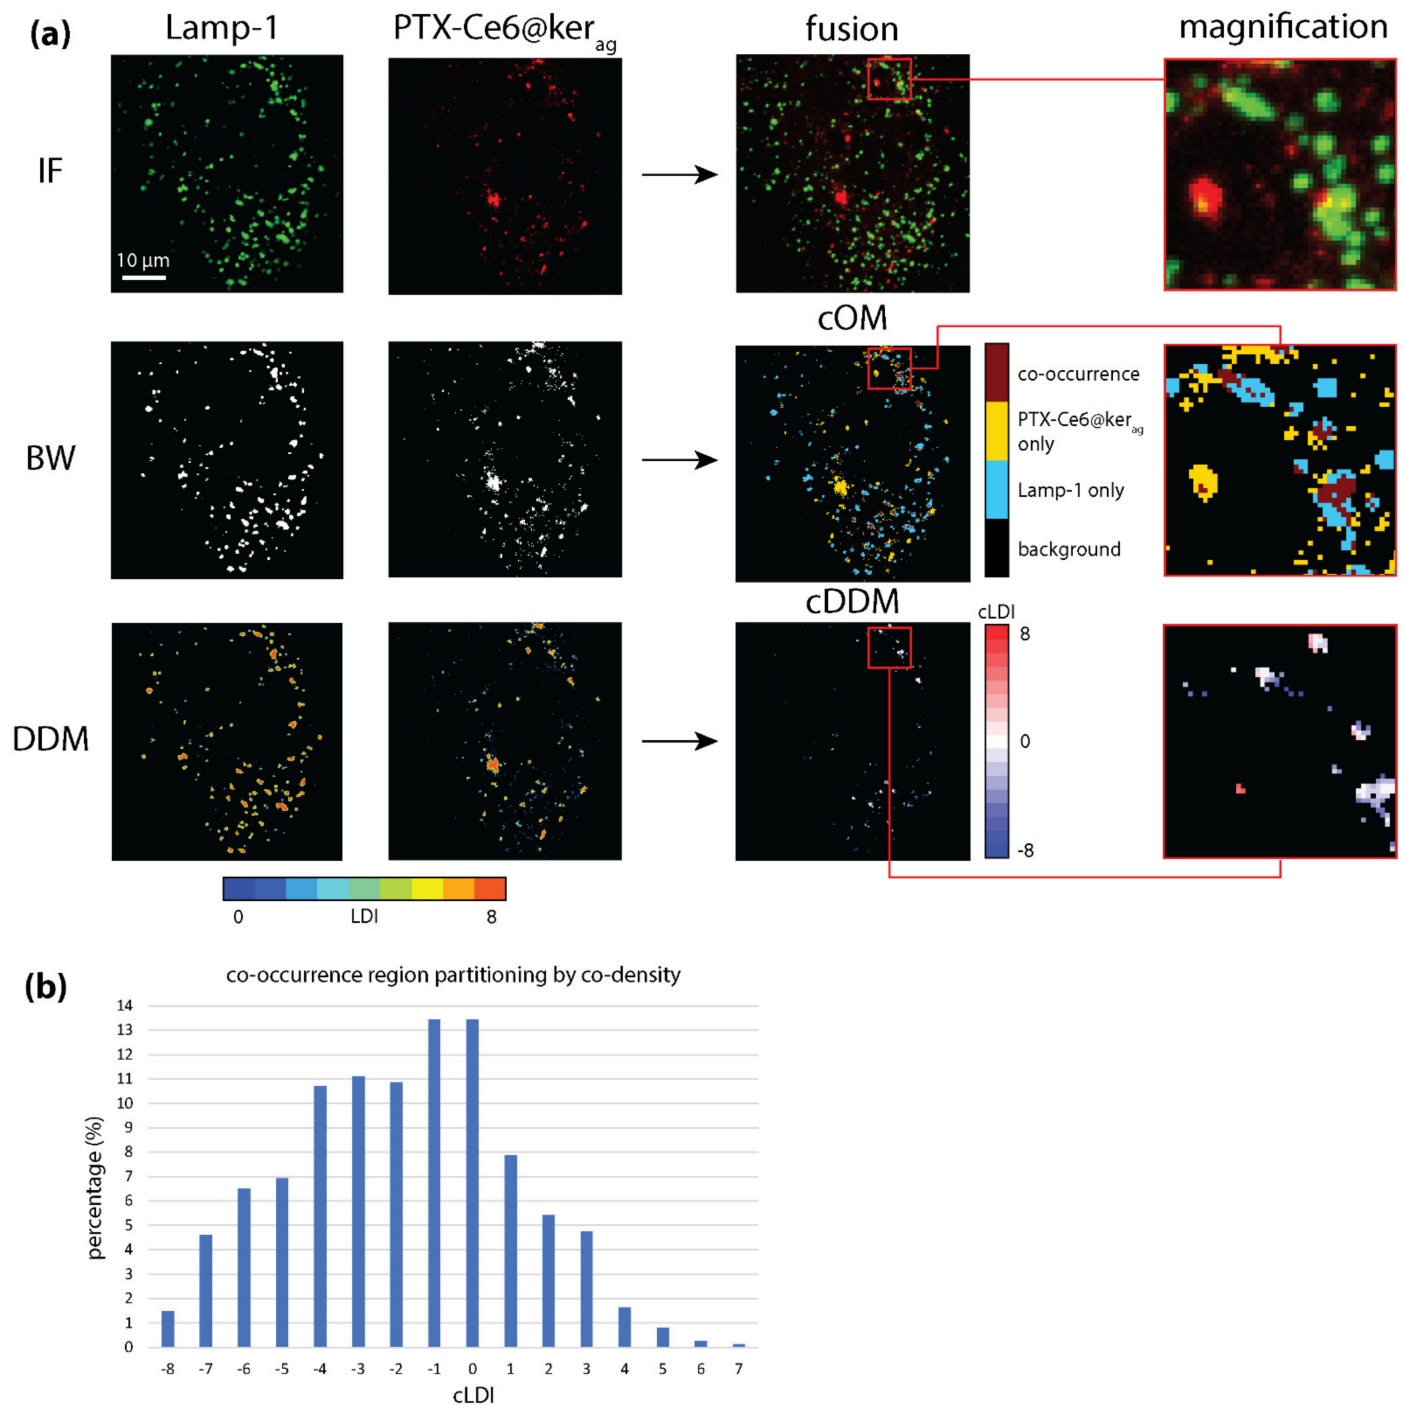 (a)
Lamp-1
PTX-Ce6@ker ag
fusion
magnification
IF
10 µm
cOM
BW
co-occurrence
PTX-Ce6@ker ag
only
Lamp-1 only
background
cDDM
cLDI
8
0
-8
DDM
0
LDI
8
(b)
co-occurrence region partitioning by co-density
percentage (%)
14
13
12
11
10
9
8
7
6
5
4
3
2
1
0
-8 -7 -6 -5 -4 -3 -2 -1 0 1 2 3 4 5 6 7
cLDI